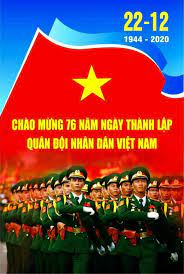 22-12
1944 - 2020
CHÀO MỪNG 76 NĂM NGÀY THÀNH LẬP
QUÂN ĐỘI NHÂN DÂN VIỆT NAM